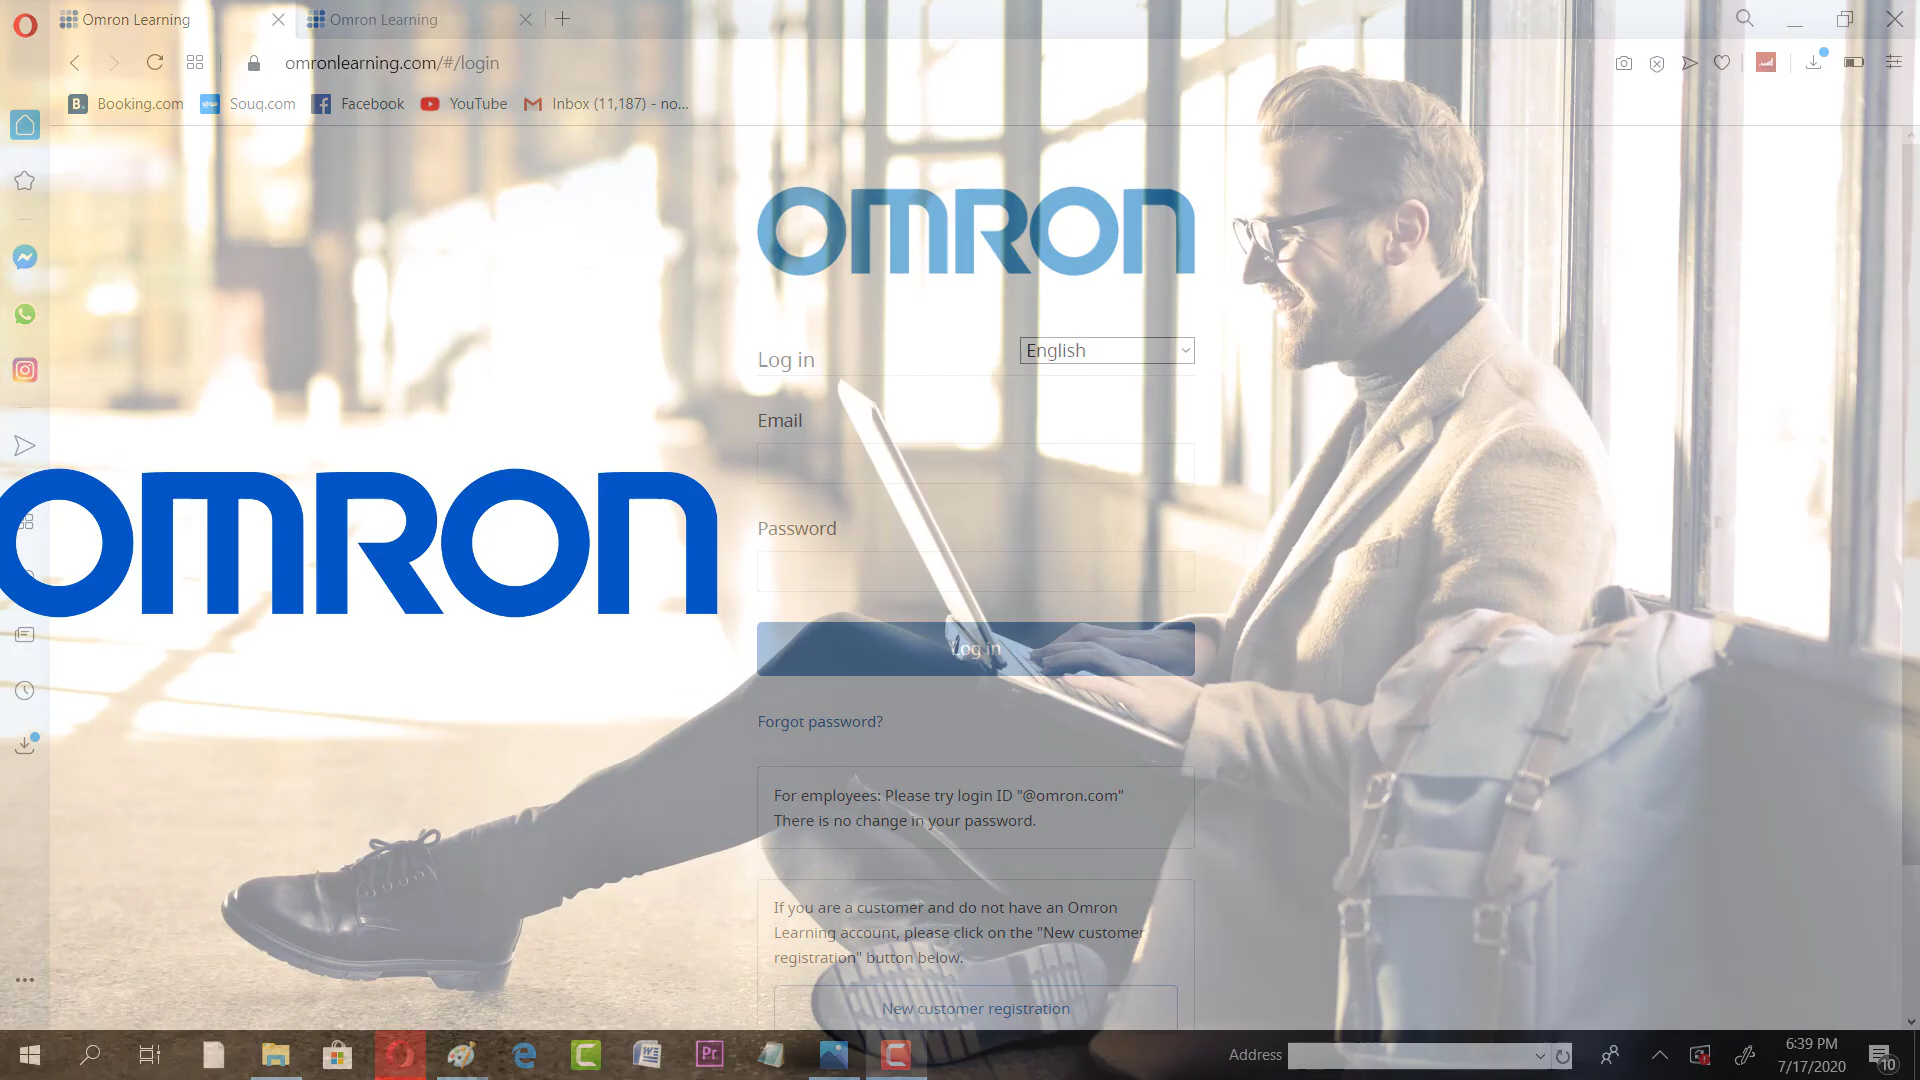 Omron Learning
Omron Learning
omronlearning.com/#/login
Booking.com
Souq.com
Facebook
YouTube
Inbox (11,187) - no...
OMRON
Log in
English
Email
OMRON
Password
Log in
Forgot password?
For employees: Please try login ID "@omron.com"
There is no change in your password.
If you are a customer and do not have an Omron
Learning account, please click on the "New customer
registration" button below.
New customer registration
Address
6:39 PM
7/17/2020
10